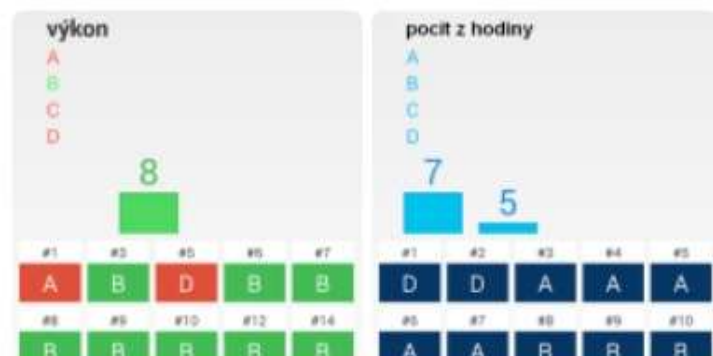 výkon
A
B
C
D
8
#1 #3 #5 #6 #7
A B D B B
#8 #9 #10 #12 #14
B B B B B
pocit z hodiny
A
B
C
D
7
5
#1 #2 #3 #4 #5
D D A A A
#6 #7 #8 #9 #10
A A B B B